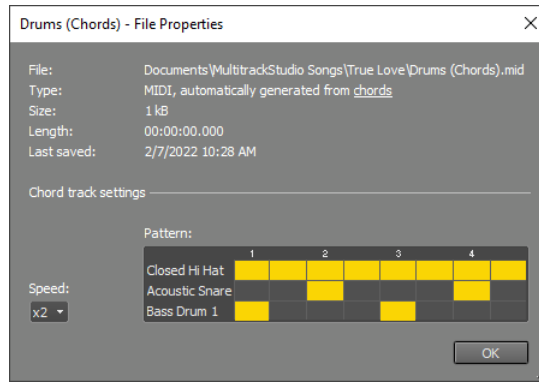 Drums (Chords) - File Properties
File: Documents\MultitrackStudio Songs\True Love\Drums (Chords).mid
Type: MIDI, automatically generated from chords
Size: 1 kB
Length: 00:00:00.000
Last saved: 2/7/2022 10:28 AM
Chord track settings
Pattern:
1 2 3 4
Closed Hi Hat
Speed: Acoustic Snare
x2 Bass Drum 1
OK